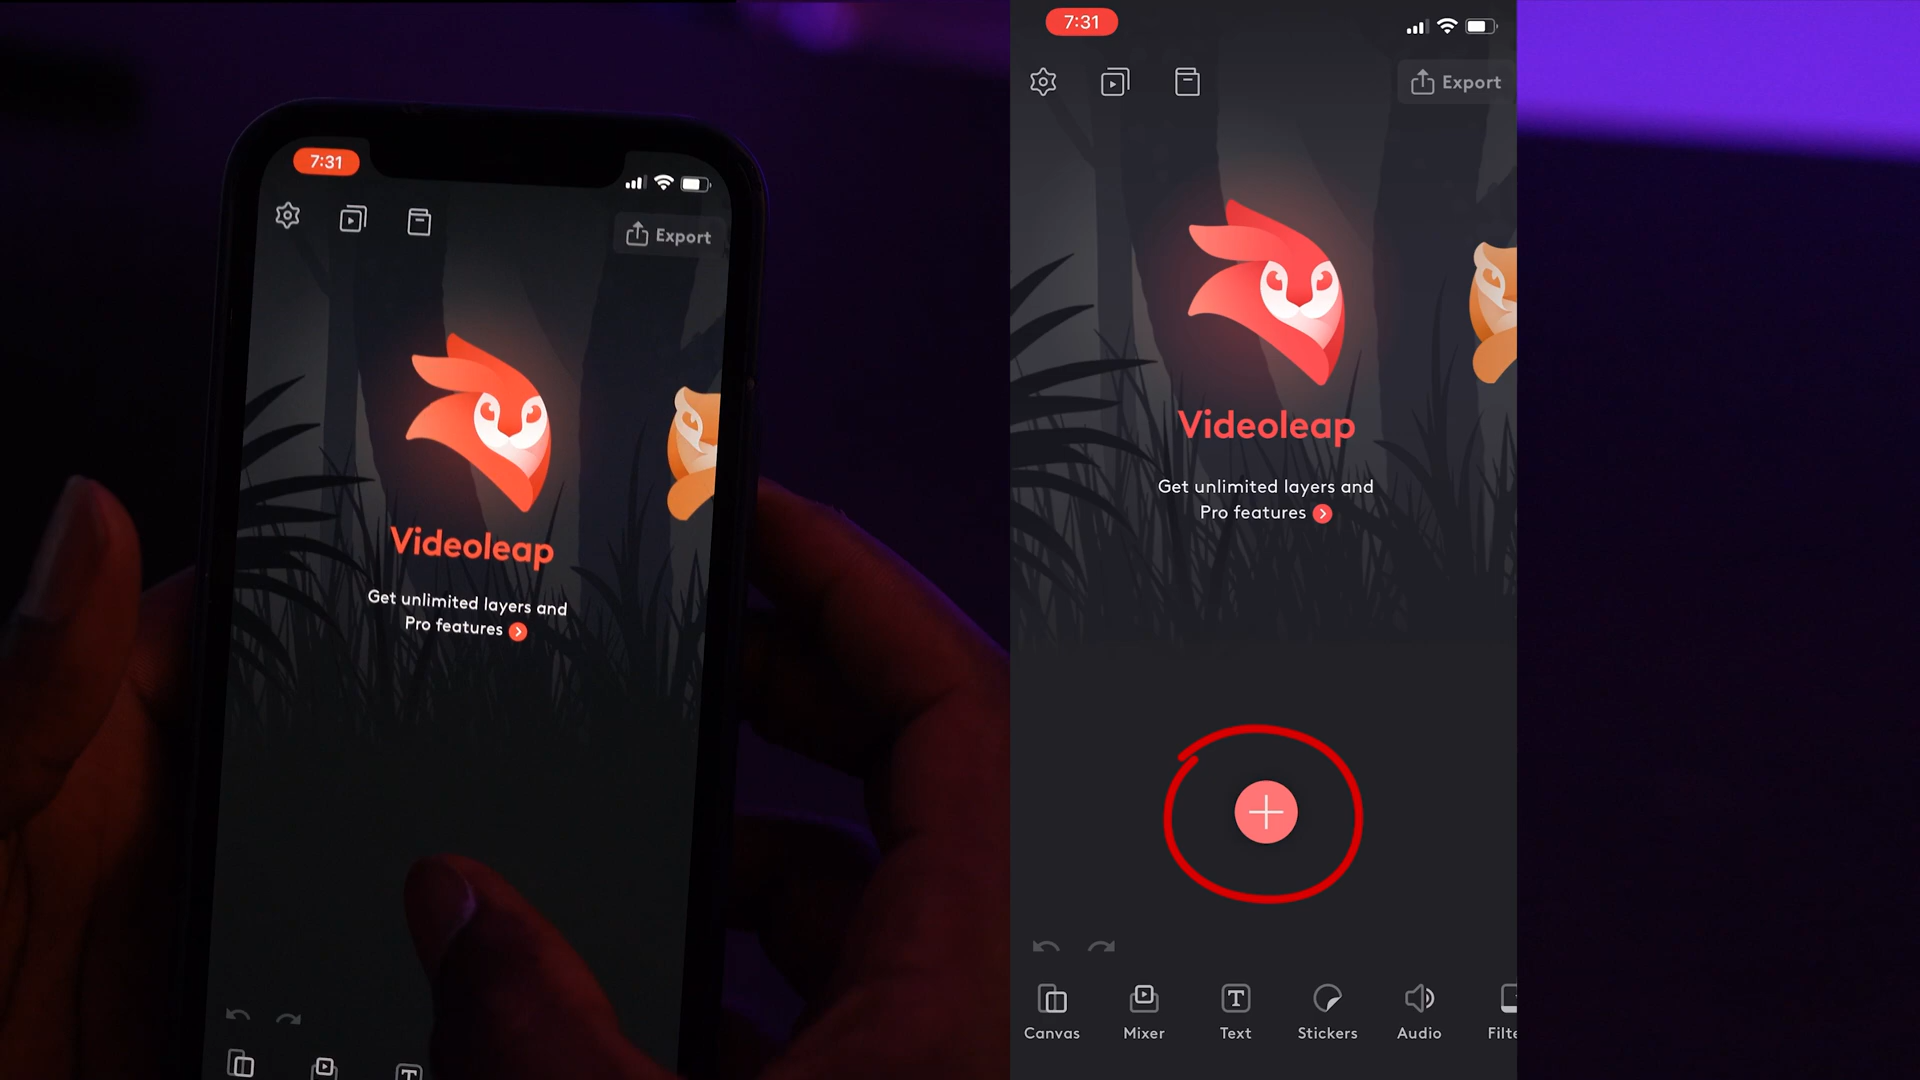 7:31
Export
Videoleap
Get unlimited layers and
Pro features
7:31
Export
Videoleap
Get unlimited layers and
Pro features
Canvas
Mixer
Text
Stickers
Audio
Filte